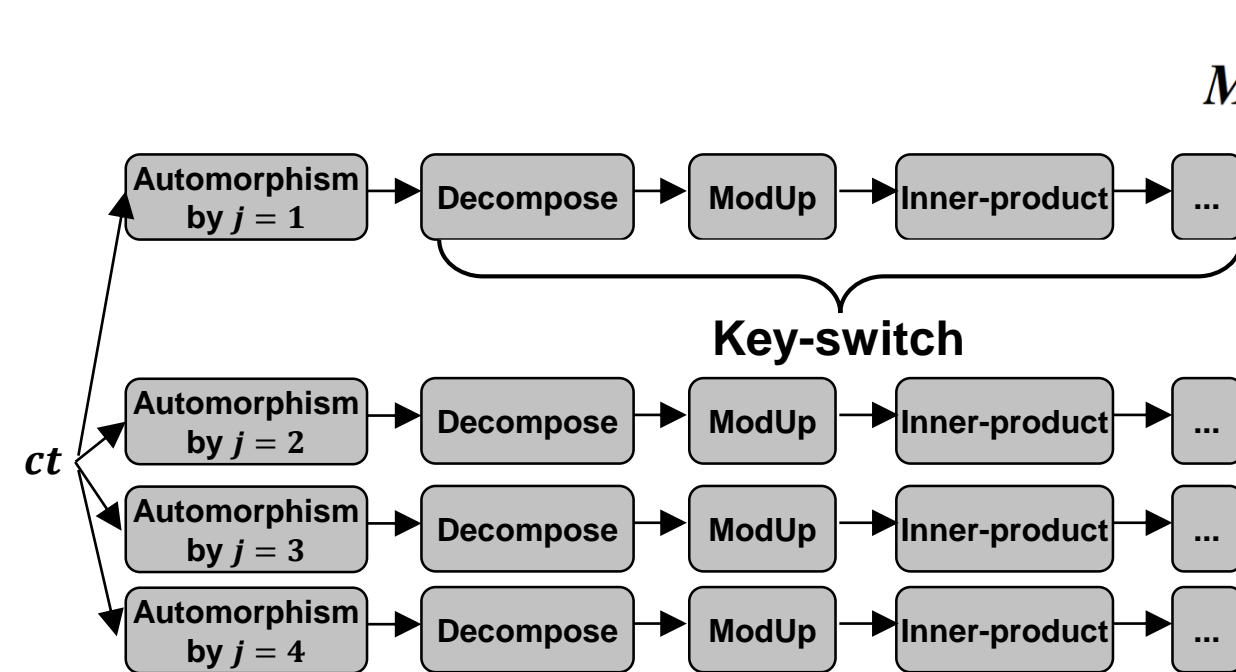 M
Automorphism
by j = 1
Decompose
ModUp
Inner-product
...
Key-switch
ct
Automorphism
by j = 2
Decompose
ModUp
Inner-product
...
Automorphism
by j = 3
Decompose
ModUp
Inner-product
...
Automorphism
by j = 4
Decompose
ModUp
Inner-product
...